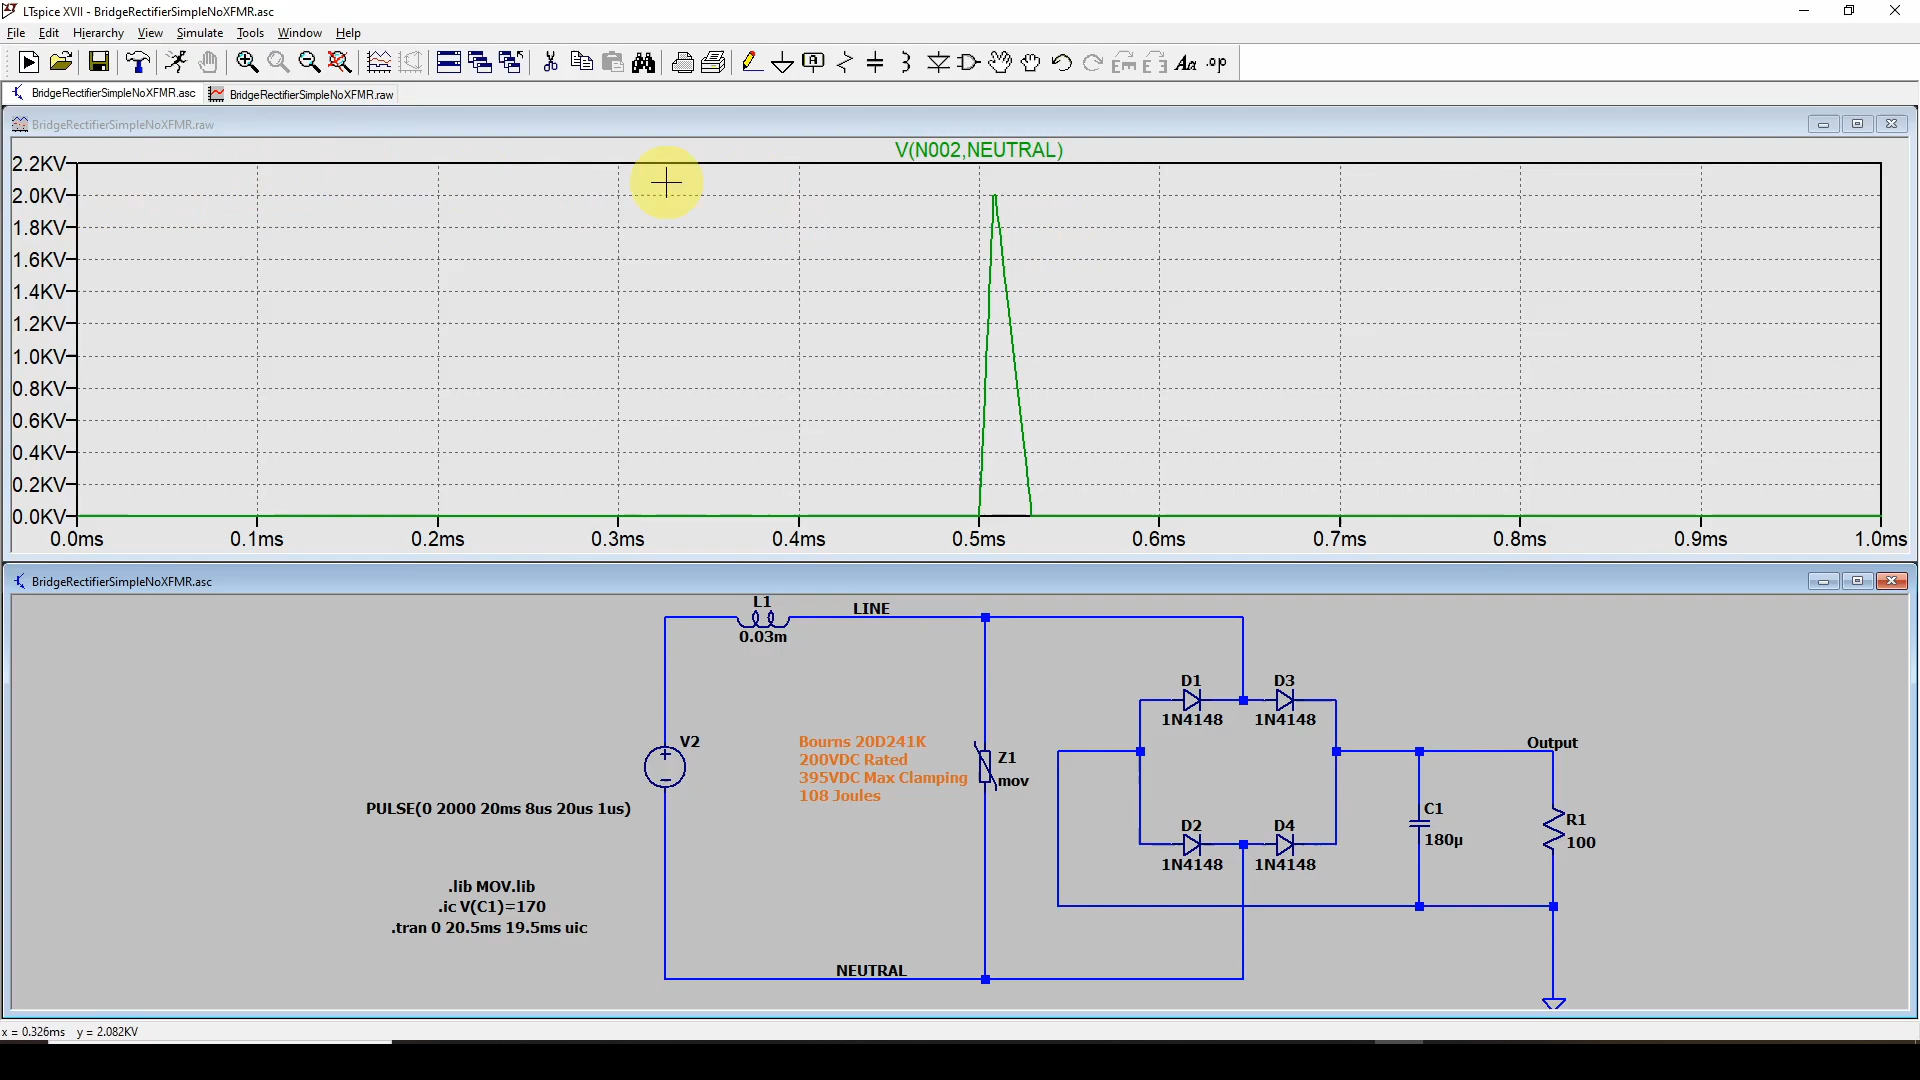 LTspice XVII - BridgeRectifierSimpleNoXFMR.asc
File Edit Hierarchy View Simulate Tools Window Help
BridgeRectifierSimpleNoXFMR.asc BridgeRectifierSimpleNoXFMR.raw
BridgeRectifierSimpleNoXFMR.raw
V(N002,NEUTRAL)
2.2KV
2.0KV
1.8KV
1.6KV
1.4KV
1.2KV
1.0KV
0.8KV
0.6KV
0.4KV
0.2KV
0.0KV
0.0ms 0.1ms 0.2ms 0.3ms 0.4ms 0.5ms 0.6ms 0.7ms 0.8ms 0.9ms 1.0ms
BridgeRectifierSimpleNoXFMR.asc
L1
0.03m
LINE
D1
1N4148
D3
1N4148
V2
PULSE(0 2000 20ms 8us 20us 1us)
Bourns 20D241K
200VDC Rated
395VDC Max Clamping
108 Joules
Z1
mov
Output
D2
1N4148
D4
1N4148
C1
180µ
R1
100
.lib MOV.lib
.ic V(C1)=170
.tran 0 20.5ms 19.5ms uic
NEUTRAL
x = 0.326ms y = 2.082KV